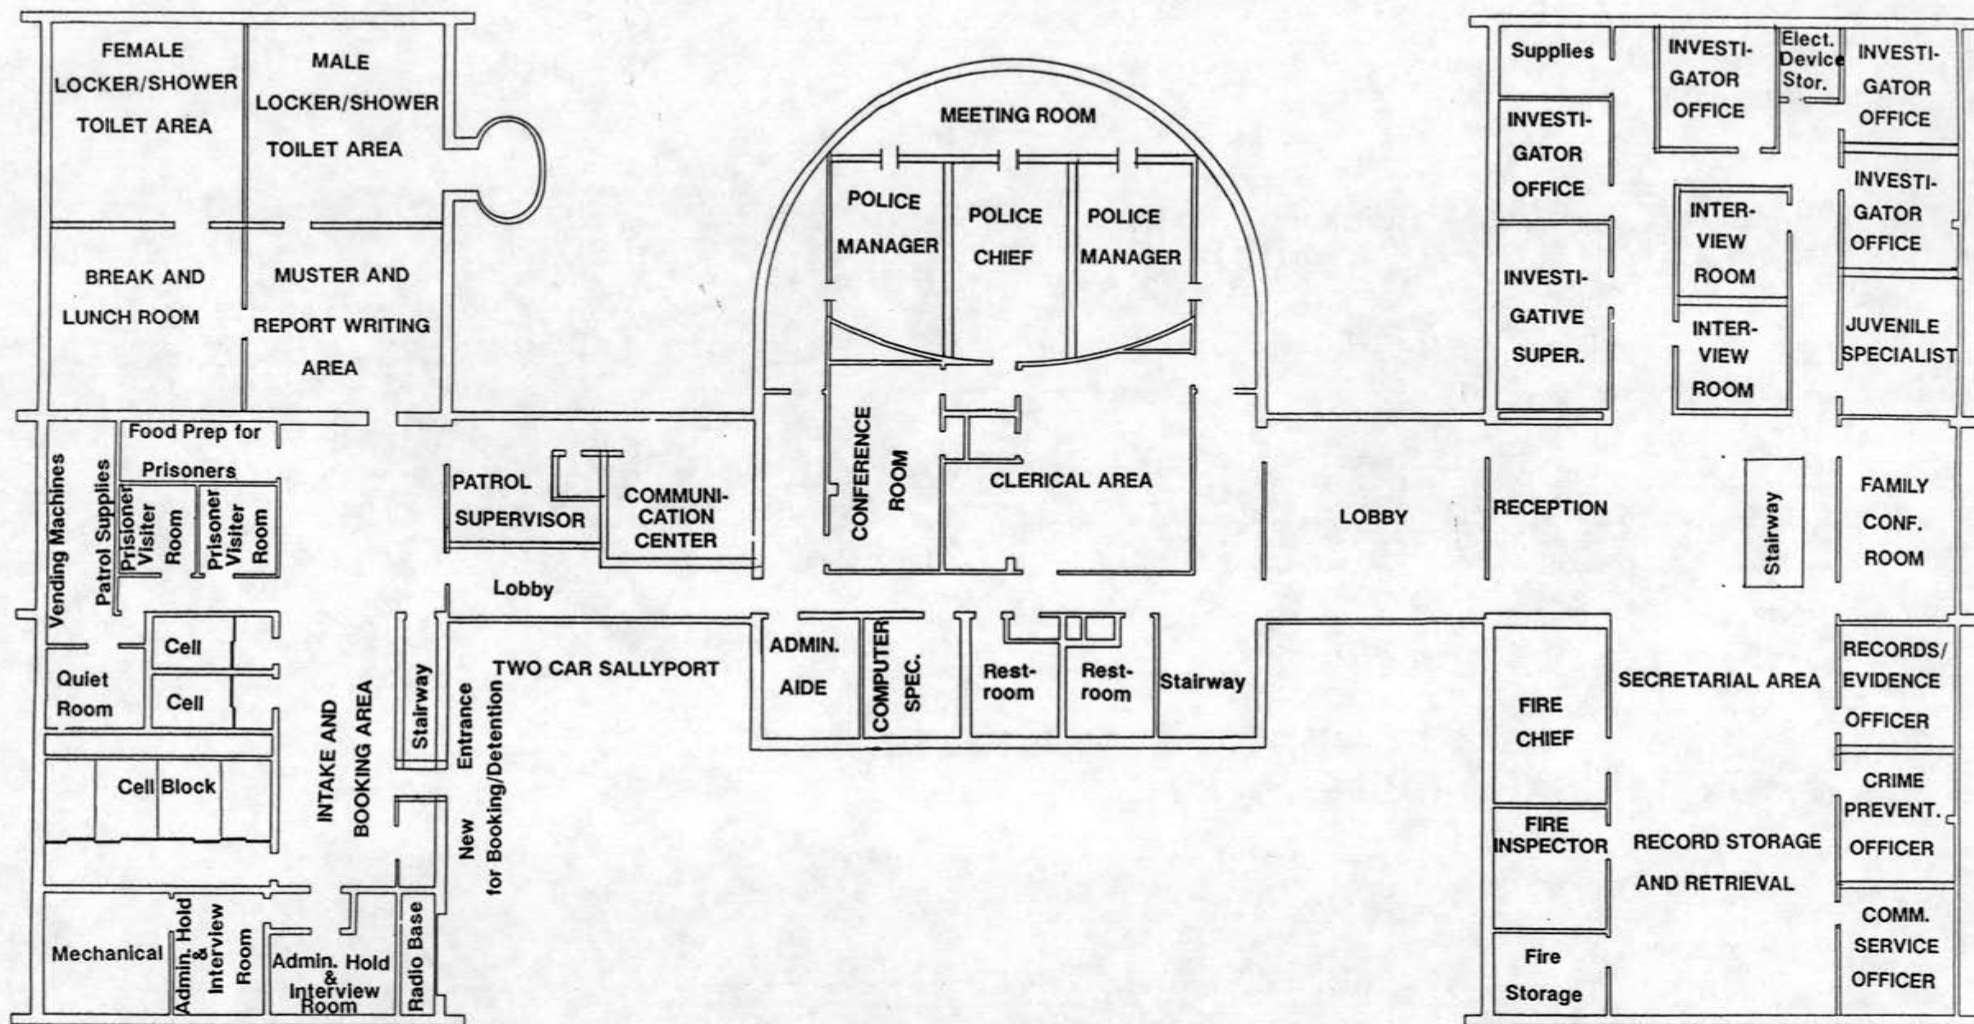 FEMALE
LOCKER/SHOWER
TOILET AREA
MALE
LOCKER/SHOWER
TOILET AREA
BREAK AND
LUNCH ROOM
MUSTER AND
REPORT WRITING
AREA
Food Prep for
Prisoners
Vending Machines
Patrol Supplies
Prisoner
Visiter
Room
Prisoner
Visiter
Room
Cell
Cell
Quiet
Room
Cell Block
INTAKE AND
BOOKING AREA
Stairway
New Entrance
for Booking/Detention
Mechanical
Admin. Hold
&
Interview
Room
Admin. Hold
&
Interview
Room
Radio Base
PATROL
SUPERVISOR
COMMUNI-
CATION
CENTER
Lobby
TWO CAR SALLYPORT
MEETING ROOM
POLICE
MANAGER
POLICE
CHIEF
POLICE
MANAGER
CONFERENCE
ROOM
CLERICAL AREA
ADMIN.
AIDE
COMPUTER
SPEC.
Rest-
room
Rest-
room
Stairway
LOBBY
RECEPTION
Supplies
INVESTI-
GATOR
OFFICE
INVESTI-
GATIVE
SUPER.
INVESTI-
GATOR
OFFICE
Elect.
Device
Stor.
INVESTI-
GATOR
OFFICE
INVESTI-
GATOR
OFFICE
INTER-
VIEW
ROOM
INTER-
VIEW
ROOM
JUVENILE
SPECIALIST
Stairway
FAMILY
CONF.
ROOM
FIRE
CHIEF
FIRE
INSPECTOR
Fire
Storage
SECRETARIAL AREA
RECORD STORAGE
AND RETRIEVAL
RECORDS/
EVIDENCE
OFFICER
CRIME
PREVENT.
OFFICER
COMM.
SERVICE
OFFICER